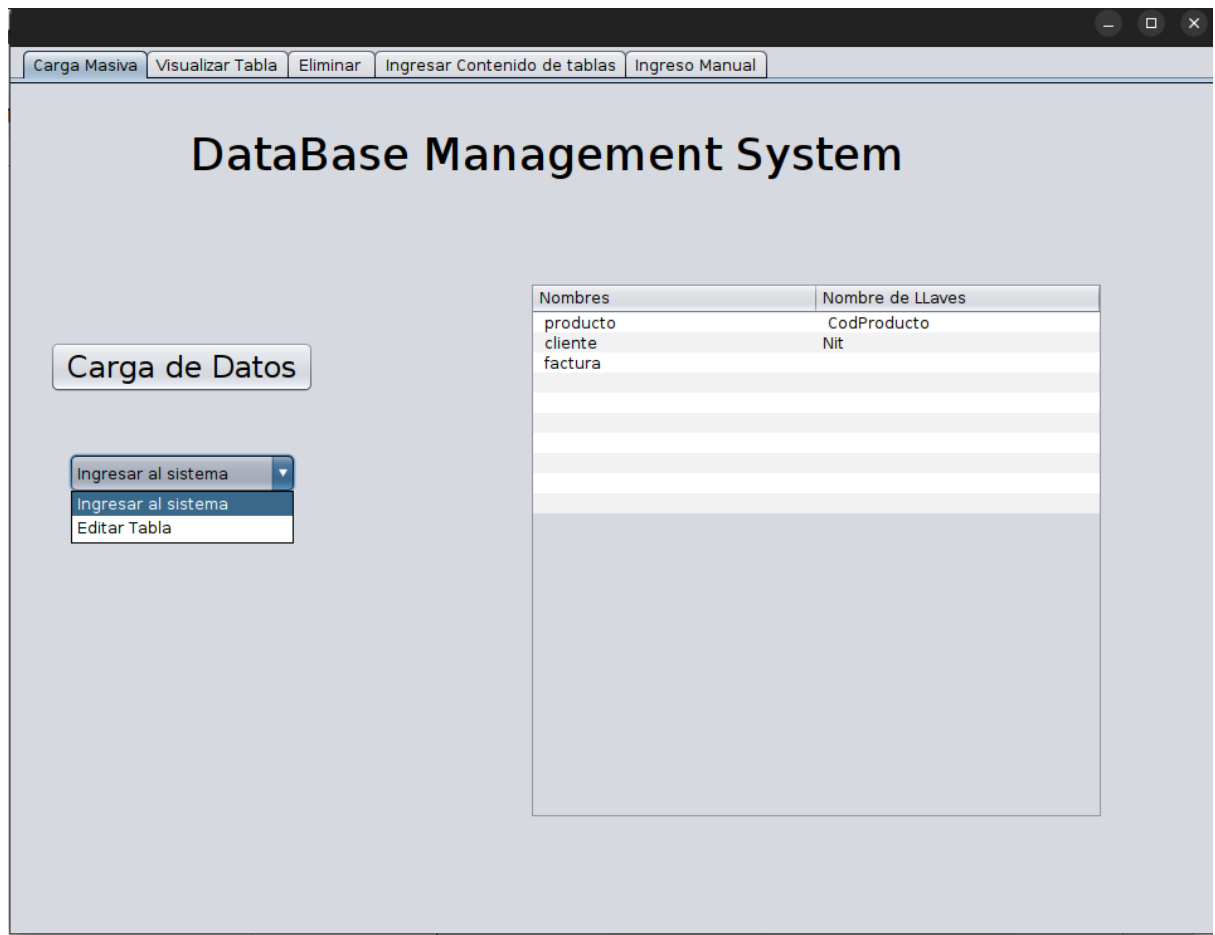 Carga Masiva Visualizar Tabla Eliminar Ingresar Contenido de tablas Ingreso Manual
DataBase Management System
Carga de Datos
Ingresar al sistema
Ingresar al sistema
Editar Tabla
Nombres Nombre de LLaves
producto CodProducto
cliente Nit
factura